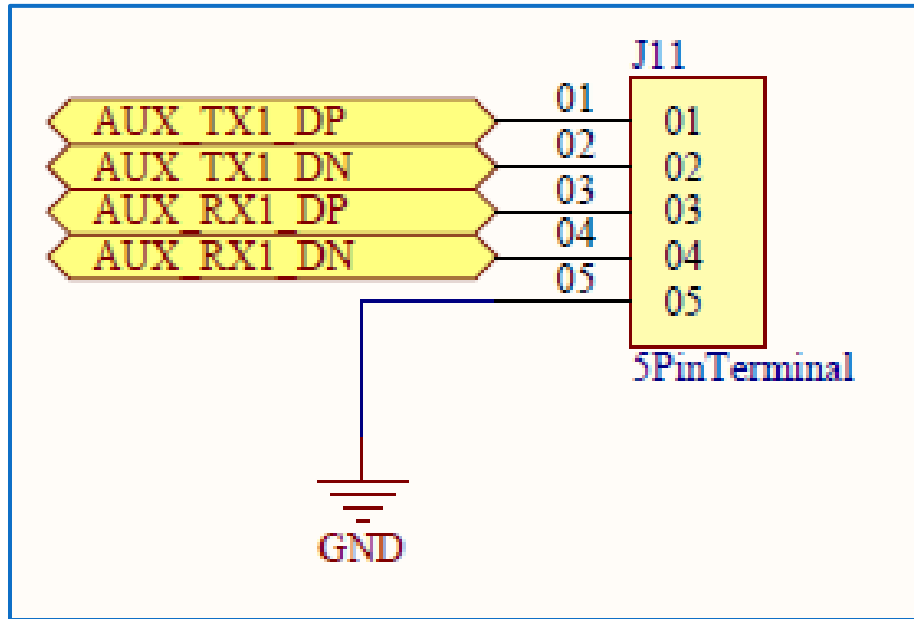 J11
AUX_TX1_DP 01 01
AUX_TX1_DN 02 02
AUX_RX1_DP 03 03
AUX_RX1_DN 04 04
05 05
5PinTerminal
GND